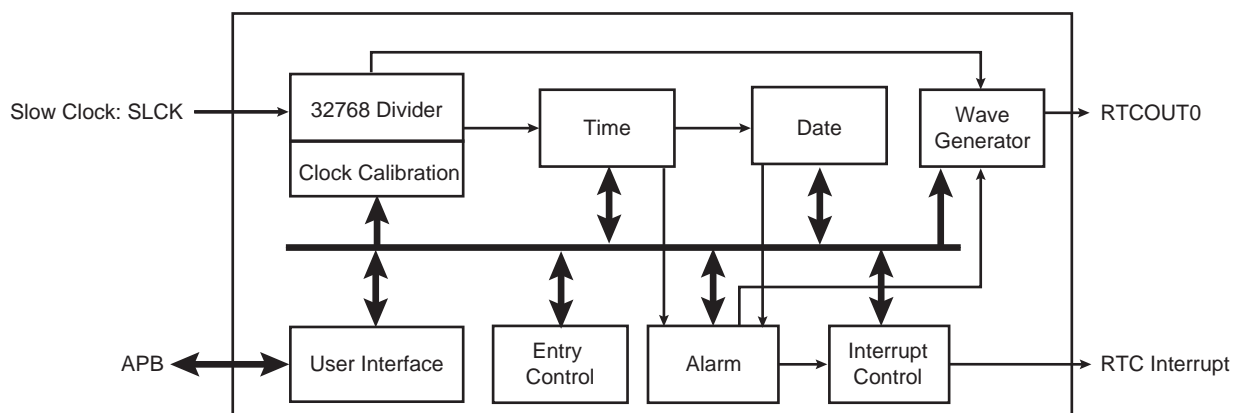 Slow Clock: SLCK
32768 Divider
Clock Calibration
Time
Date
Wave
Generator
RTCOUT0
APB
User Interface
Entry
Control
Alarm
Interrupt
Control
RTC Interrupt